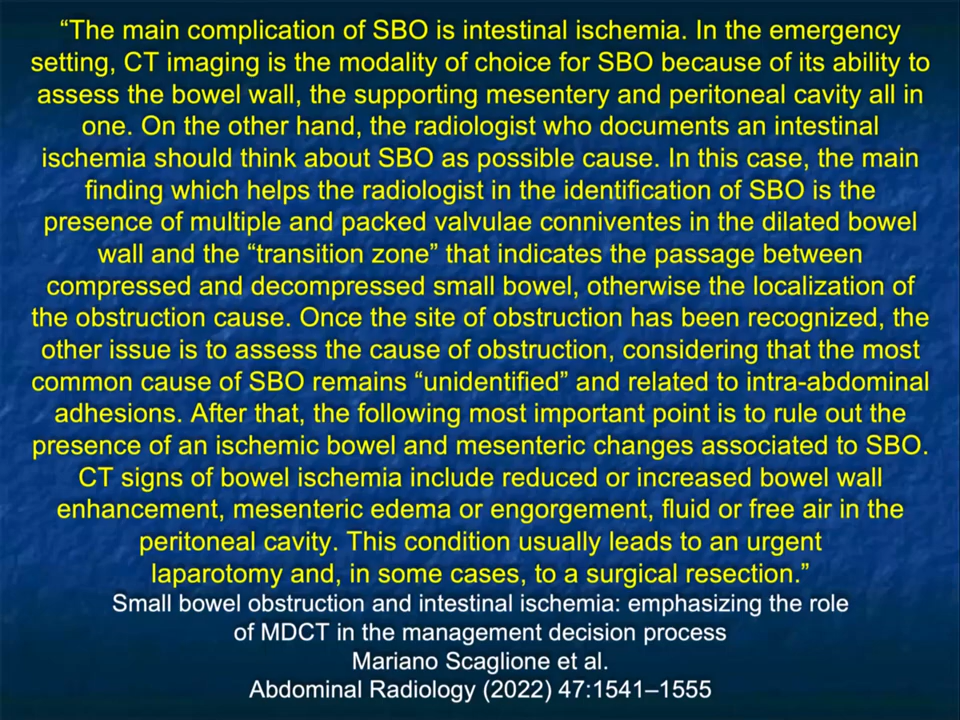 “The main complication of SBO is intestinal ischemia. In the emergency
setting, CT imaging is the modality of choice for SBO because of its ability to
assess the bowel wall, the supporting mesentery and peritoneal cavity all in
one. On the other hand, the radiologist who documents an intestinal
ischemia should think about SBO as possible cause. In this case, the main
finding which helps the radiologist in the identification of SBO is the
presence of multiple and packed valvulae conniventes in the dilated bowel
wall and the “transition zone” that indicates the passage between
compressed and decompressed small bowel, otherwise the localization of
the obstruction cause. Once the site of obstruction has been recognized, the
other issue is to assess the cause of obstruction, considering that the most
common cause of SBO remains “unidentified” and related to intra-abdominal
adhesions. After that, the following most important point is to rule out the
presence of an ischemic bowel and mesenteric changes associated to SBO.
CT signs of bowel ischemia include reduced or increased bowel wall
enhancement, mesenteric edema or engorgement, fluid or free air in the
peritoneal cavity. This condition usually leads to an urgent
laparotomy and, in some cases, to a surgical resection.”
Small bowel obstruction and intestinal ischemia: emphasizing the role
of MDCT in the management decision process
Mariano Scaglione et al.
Abdominal Radiology (2022) 47:1541–1555